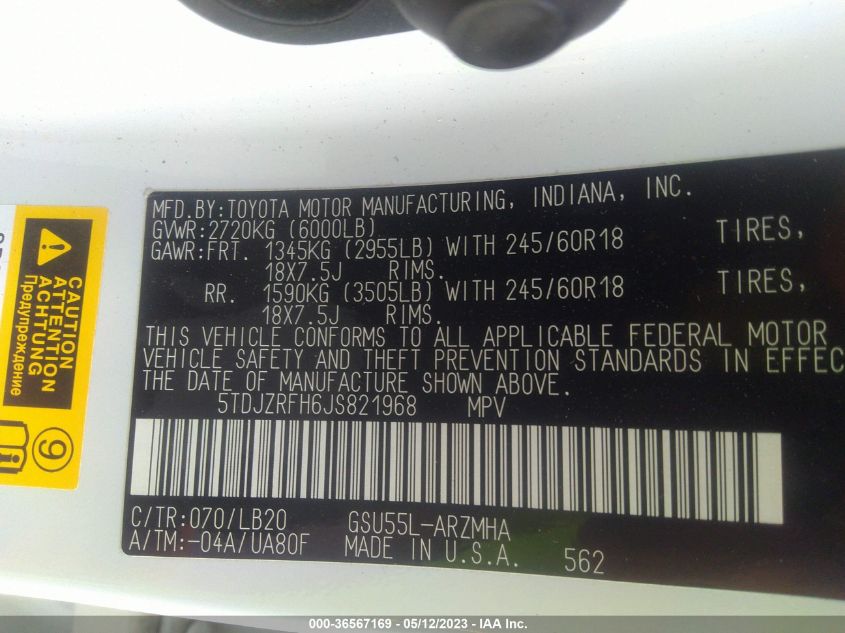 MFD.BY:TOYOTA MOTOR MANUFACTURING, INDIANA, INC.
GVWR:2720KG (6000LB)
GAWR:FRT. 1345KG (2955LB) WITH 245/60R18 TIRES,
18X7.5J RIMS.
RR. 1590KG (3505LB) WITH 245/60R18 TIRES,
18X7.5J RIMS.
THIS VEHICLE CONFORMS TO ALL APPLICABLE FEDERAL MOTOR
VEHICLE SAFETY AND THEFT PREVENTION STANDARDS IN EFFEC
THE DATE OF MANUFACTURE SHOWN ABOVE.
5TDJZRFH6JS821968 MPV
C/TR:070/LB20 GSU55L-ARZMHA
A/TM:-04A/UA80F MADE IN U.S.A. 562
CAUTION
ATTENTION
ACHTUNG
Предупреждение
9
i
000-36567169 - 05/12/2023 - IAA Inc.